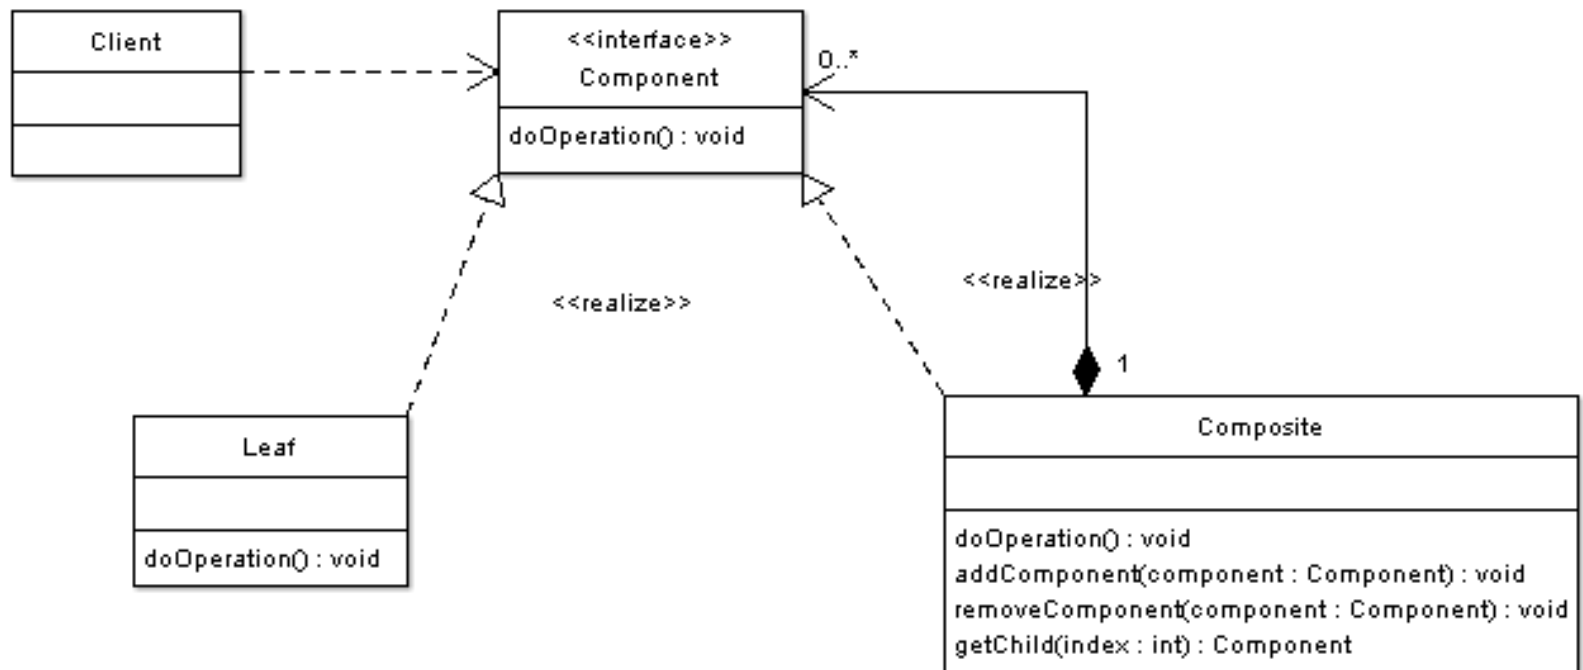 Client
<<interface>>
Component
doOperation() : void
0..*
<<realize>>
<<realize>>
1
Leaf
doOperation() : void
Composite
doOperation() : void
addComponent(component : Component) : void
removeComponent(component : Component) : void
getChild(index : int) : Component